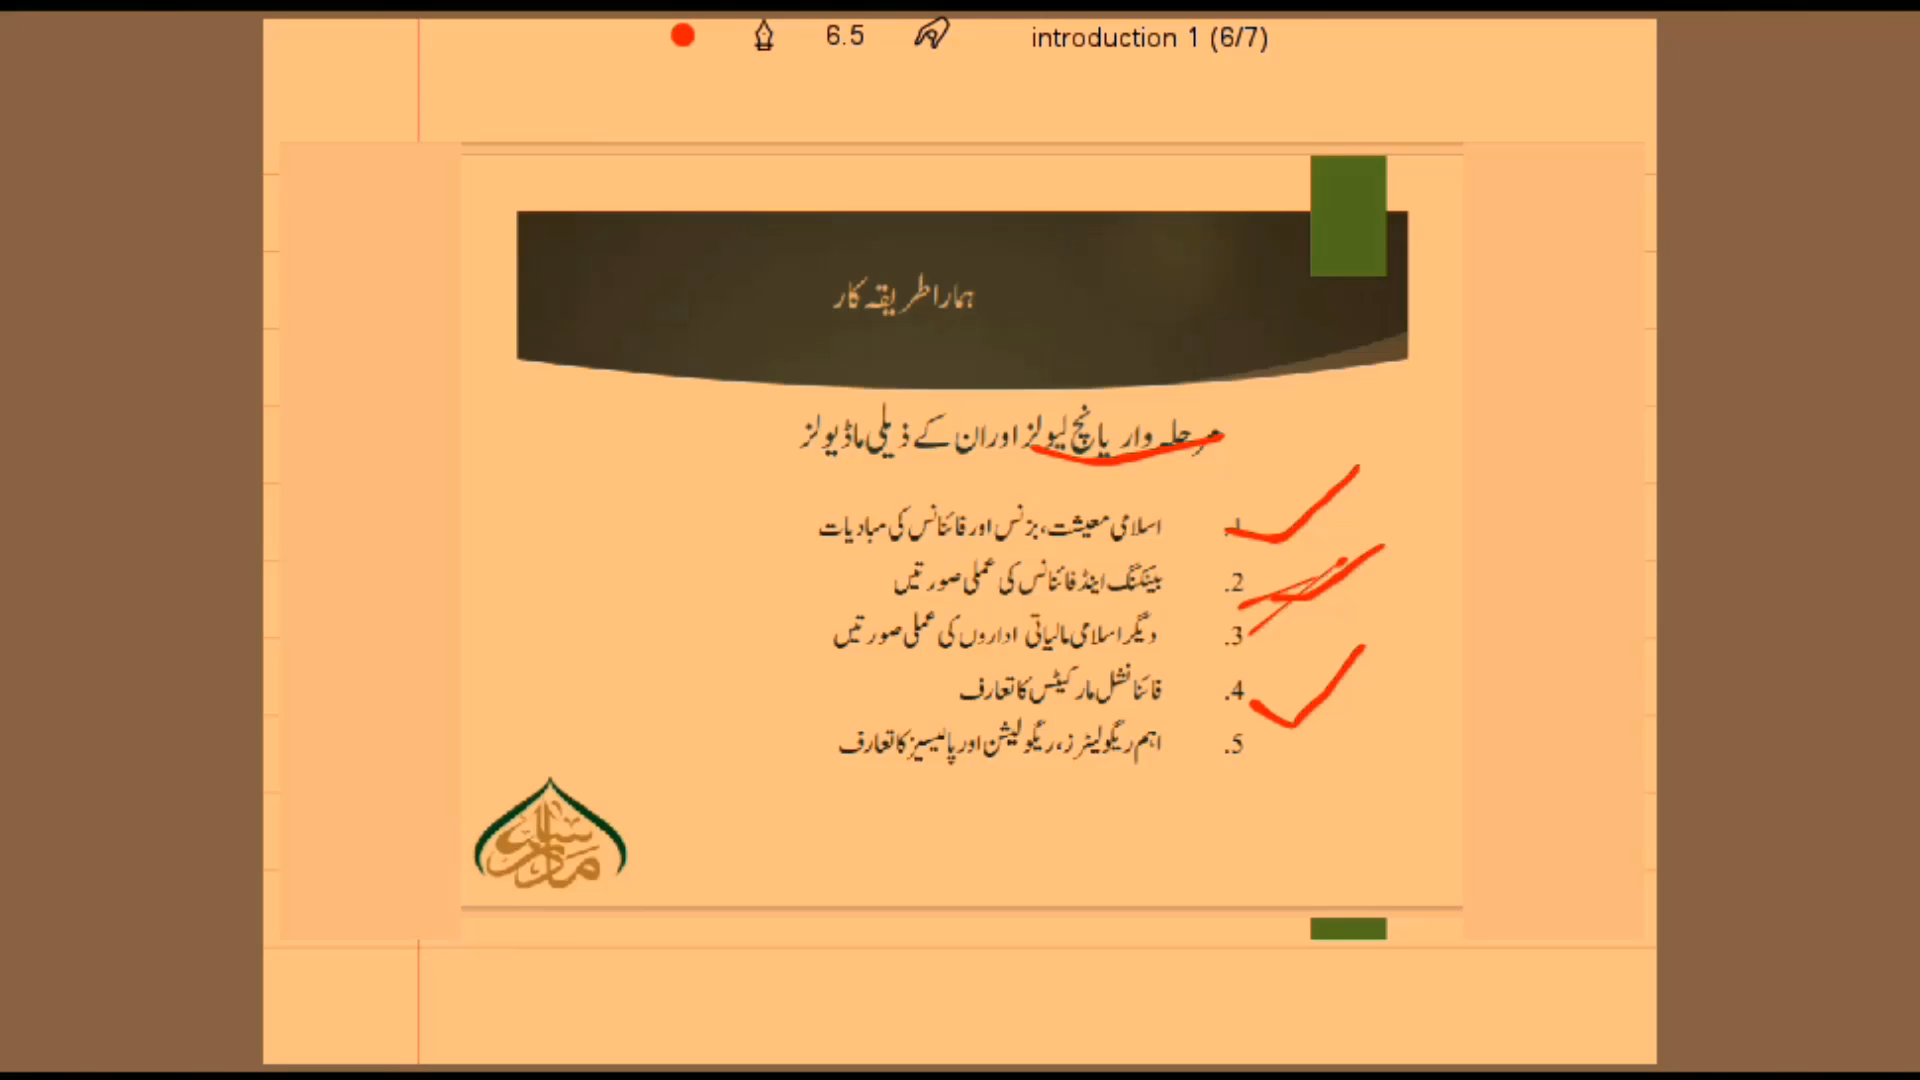 6.5 introduction 1 (6/7)
ہمارا طریقہ کار
مرحلہ وار پانچ لیولز اور ان کے ذیلی ماڈیولز
1. اسلامی معیشت، بزنس اور فائنانس کی مبادیات
2. بینکنگ اینڈ فائنانس کی عملی صورتیں
3. دیگر اسلامی مالیاتی اداروں کی عملی صورتیں
4. فائنانشل مارکیٹس کا تعارف
5. اہم ریگولیٹرز، ریگولیشن اور پالیسیز کا تعارف